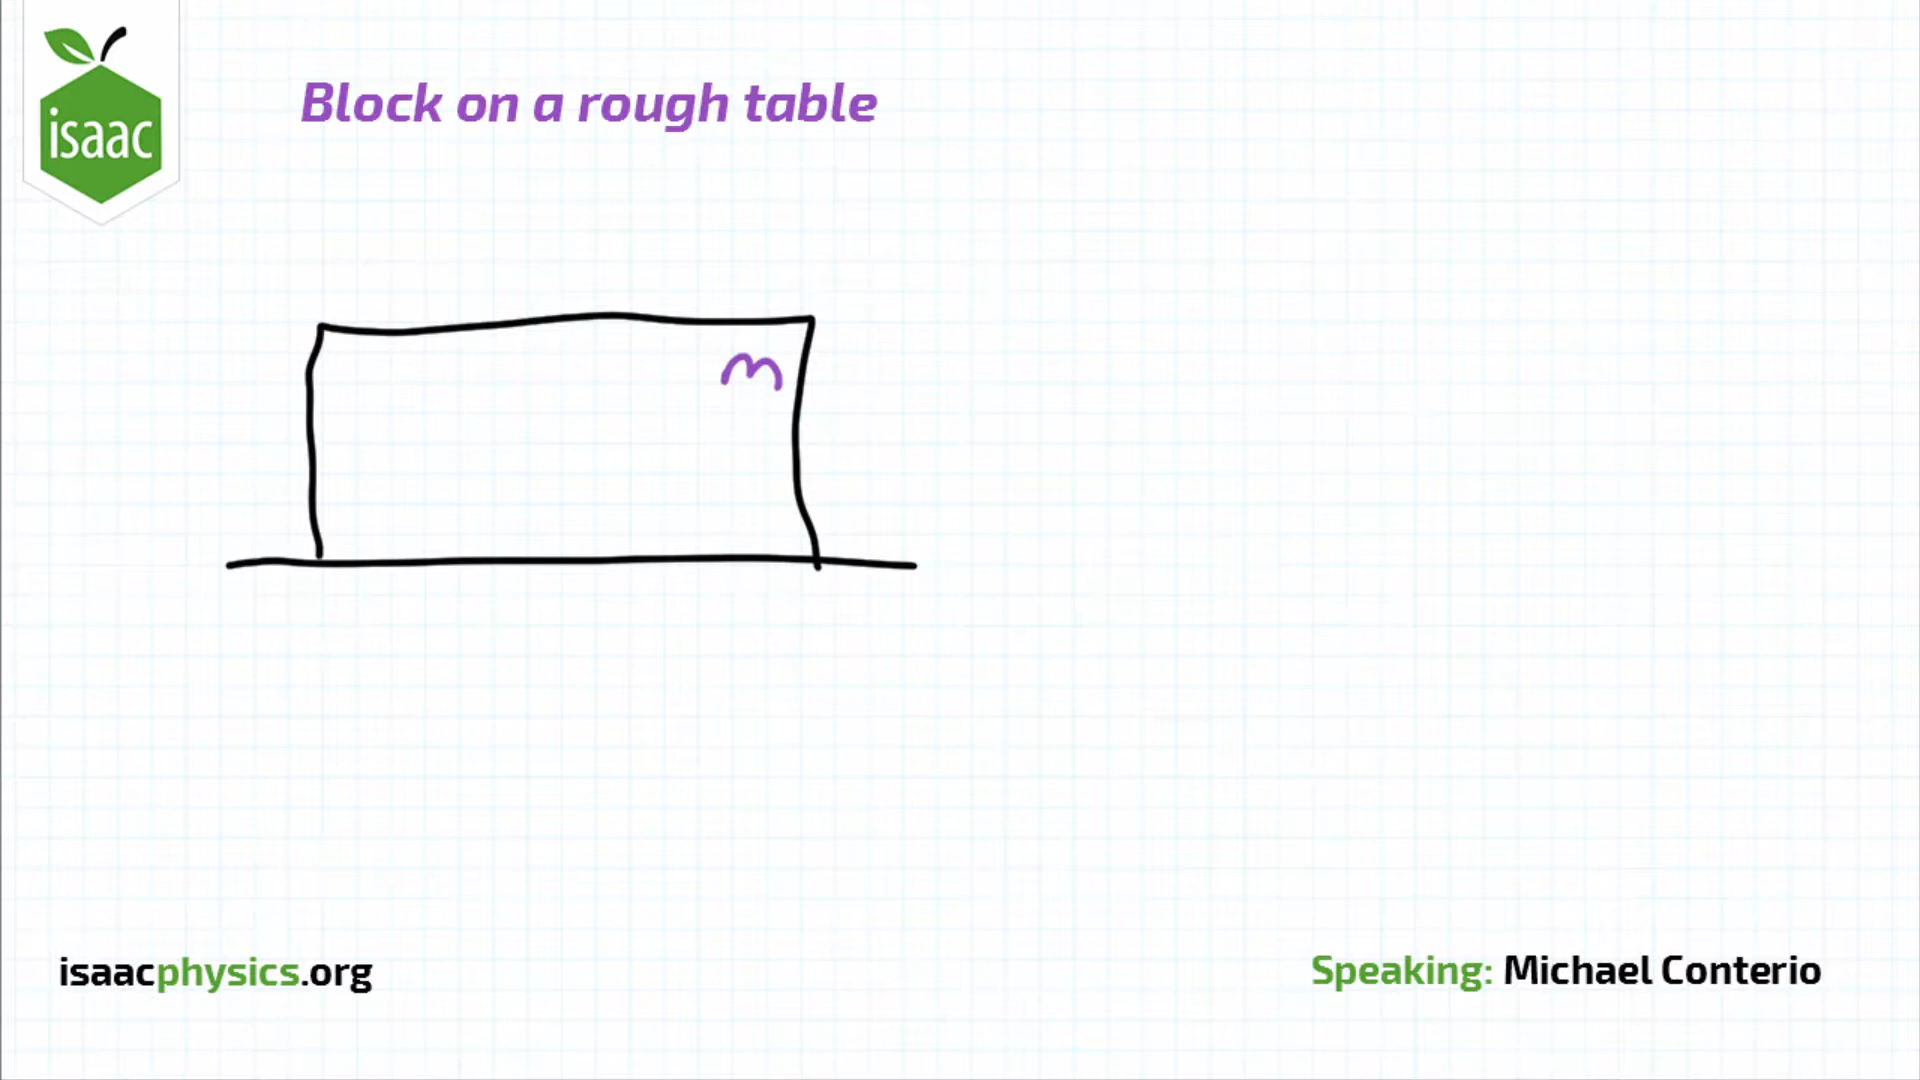 isaac
Block on a rough table
m
isaacphysics.org
Speaking: Michael Conterio